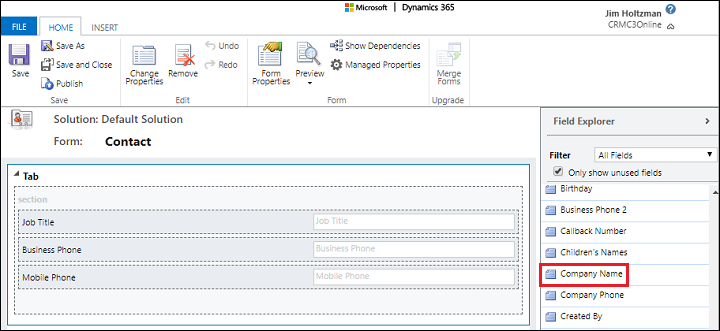 Microsoft Dynamics 365
Jim Holtzman
CRMC3Online
FILE HOME INSERT
Save
Save As
Save and Close
Publish
Save
Change Properties
Remove
Undo
Redo
Edit
Form Properties
Preview
Show Dependencies
Managed Properties
Form
Merge Forms
Upgrade
Solution: Default Solution
Form: Contact
Tab
section
Job Title Job Title
Business Phone Business Phone
Mobile Phone Mobile Phone
Field Explorer
Filter All Fields
Only show unused fields
Birthday
Business Phone 2
Callback Number
Children's Names
Company Name
Company Phone
Created By